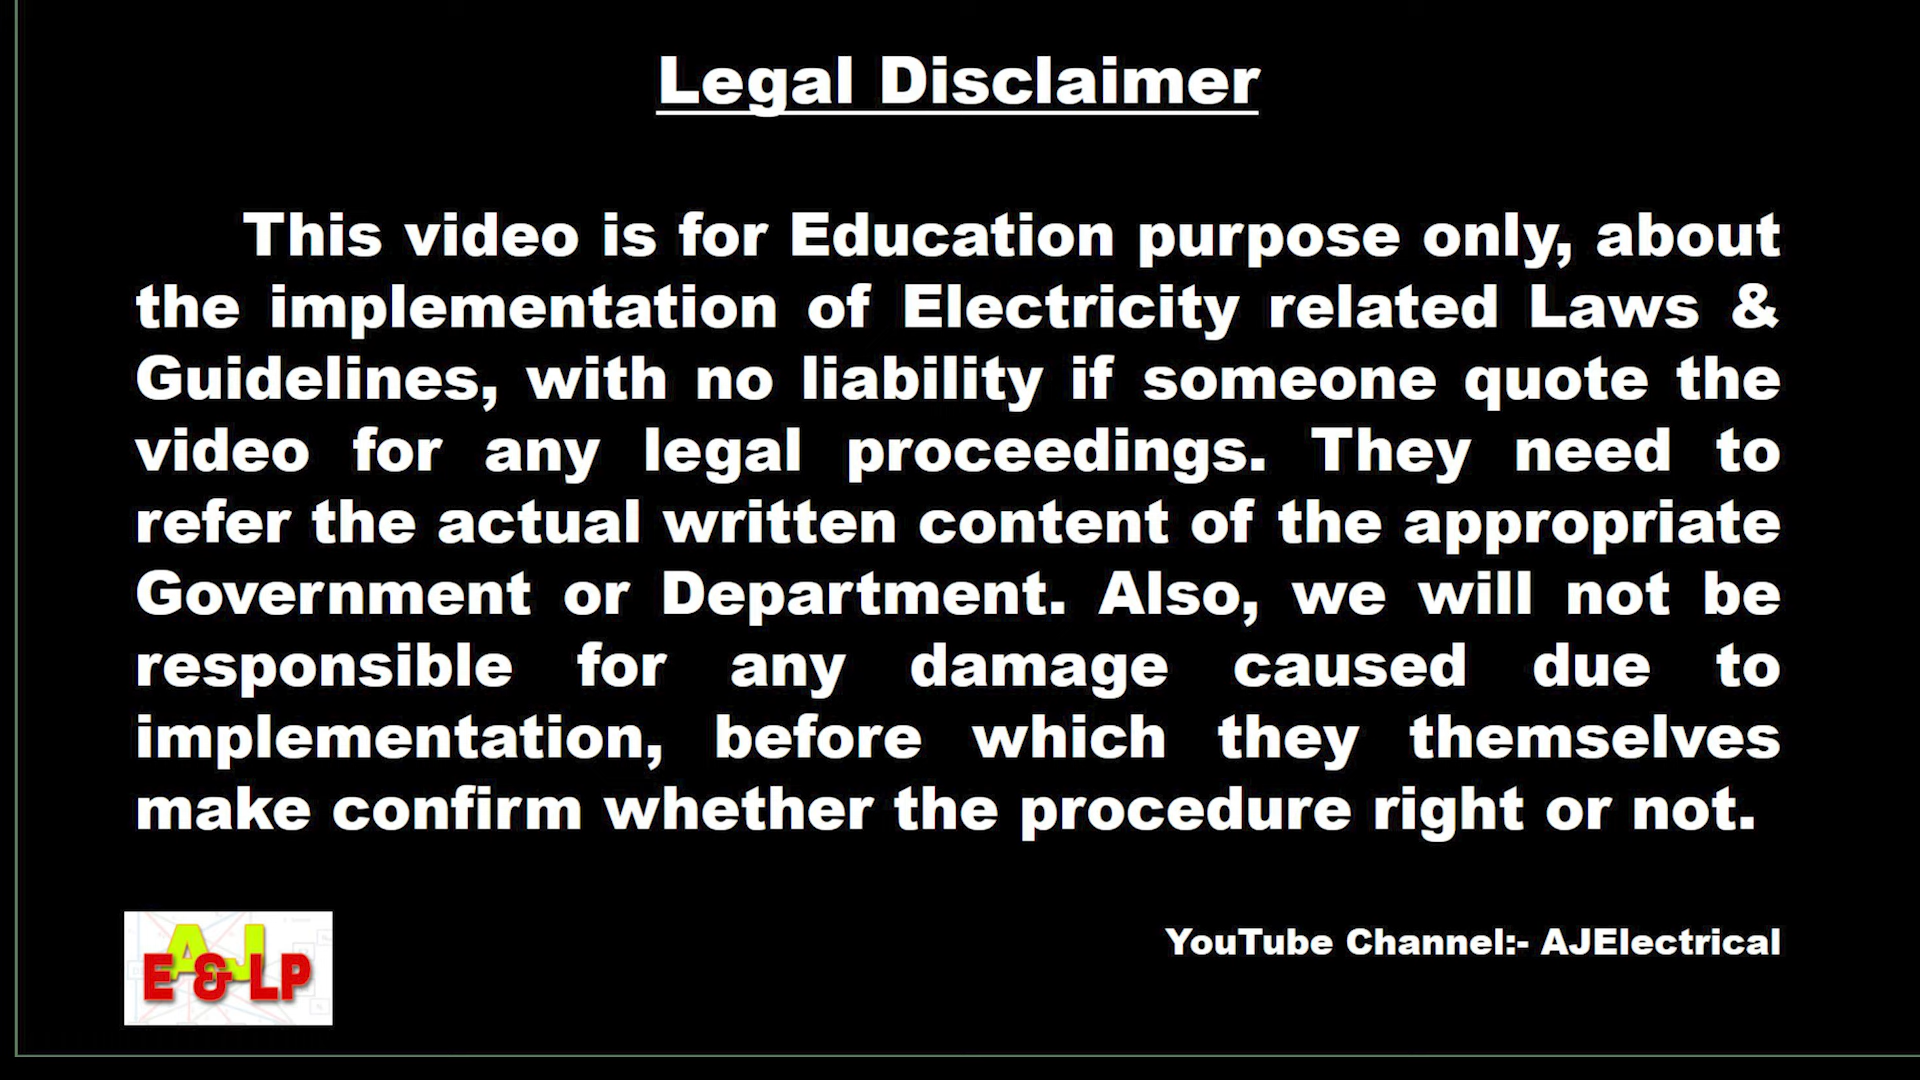 Legal Disclaimer
This video is for Education purpose only, about
the implementation of Electricity related Laws &
Guidelines, with no liability if someone quote the
video for any legal proceedings. They need to
refer the actual written content of the appropriate
Government or Department. Also, we will not be
responsible for any damage caused due to
implementation, before which they themselves
make confirm whether the procedure right or not.
AJ
E & LP
YouTube Channel:- AJElectrical